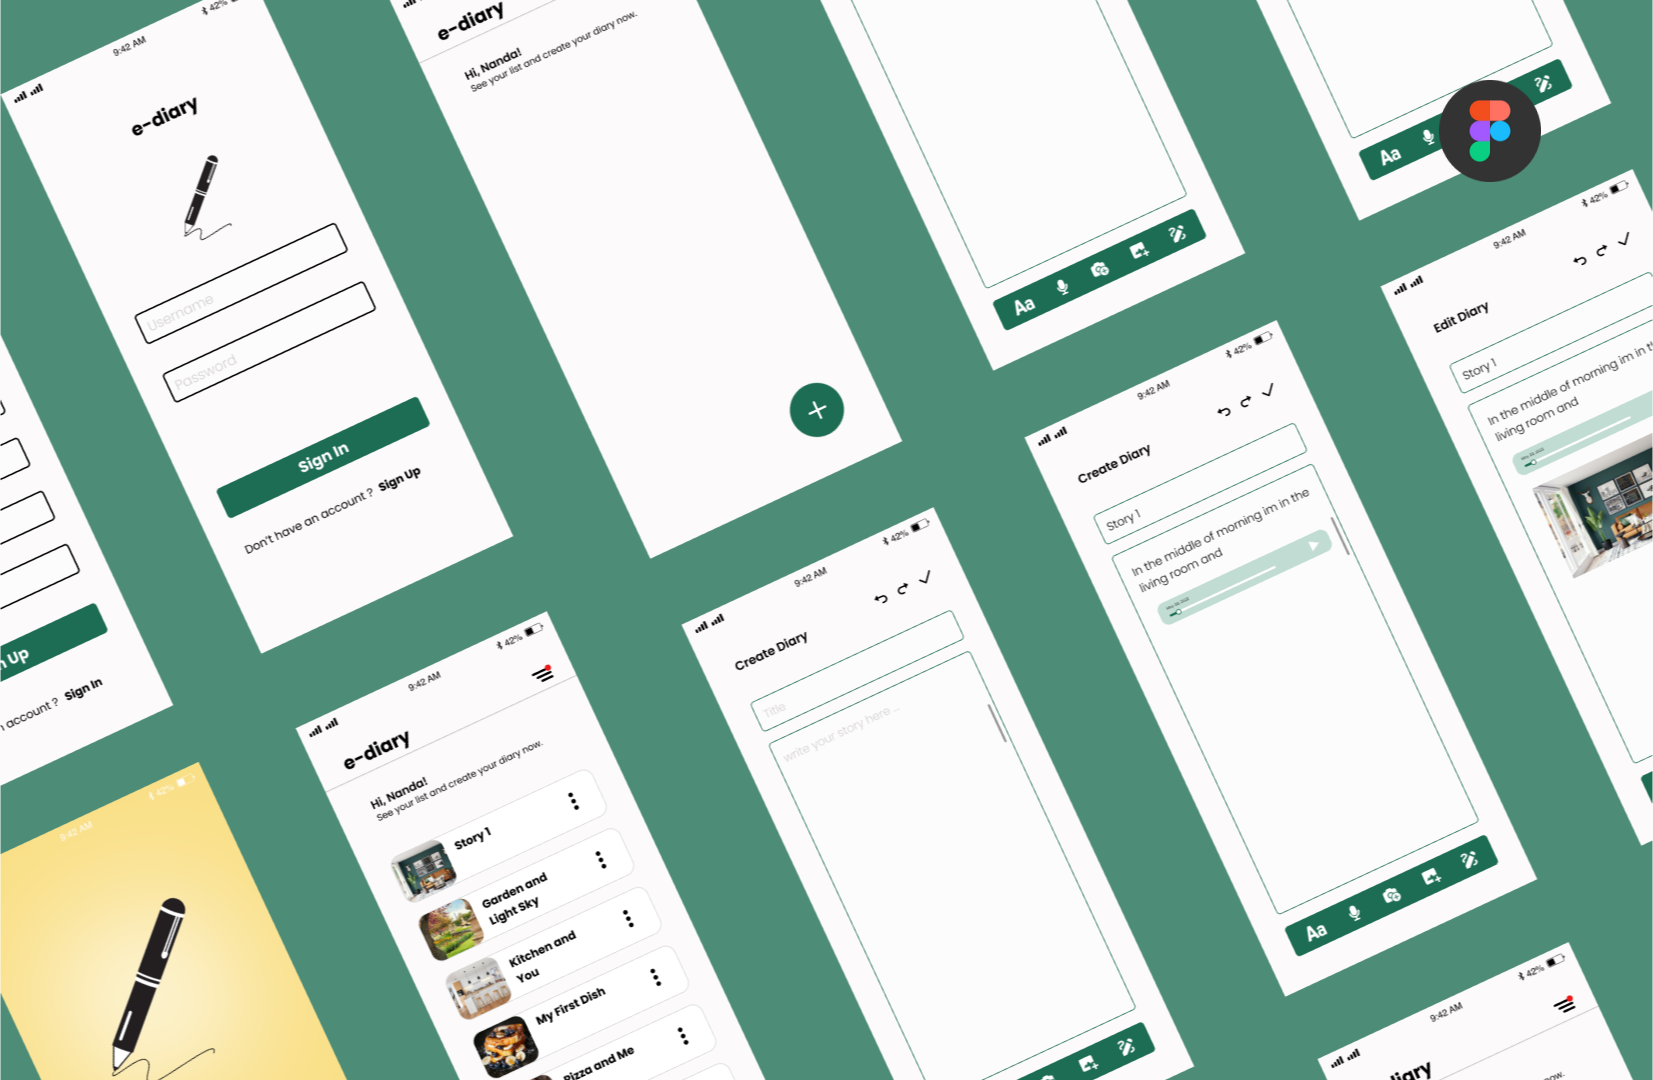 42%
9:42 AM
e-diary
Username
Password
Sign In
Don't have an account ? Sign Up
e-diary
Hi, Nanda!
See your list and create your diary now.
Aa
Aa
42%
9:42 AM
Edit Diary
Story 1
In the middle of morning im in t
living room and
42%
9:42 AM
Create Diary
Story 1
In the middle of morning im in the
living room and
Aa
42%
9:42 AM
Create Diary
Title
write your story here ...
n Up
account ? Sign In
42%
9:42 AM
42%
9:42 AM
e-diary
Hi, Nanda!
See your list and create your diary now.
Story 1
Garden and
Light Sky
Kitchen and
You
My First Dish
Pizza and Me
42%
9:42 AM
diary
now.